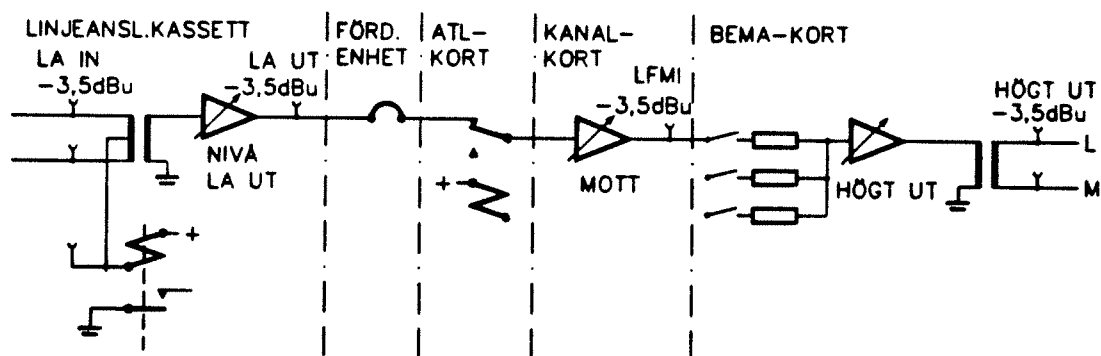 LINJEANSL.KASSETT
LA IN
-3,5dBu
LA UT
-3,5dBu
NIVÅ
LA UT
+
FÖRD.
ENHET
ATL-
KORT
+
KANAL-
KORT
LFMI
-3,5dBu
MOTT
BEMA-KORT
HÖGT UT
HÖGT UT
-3,5dBu
L
M